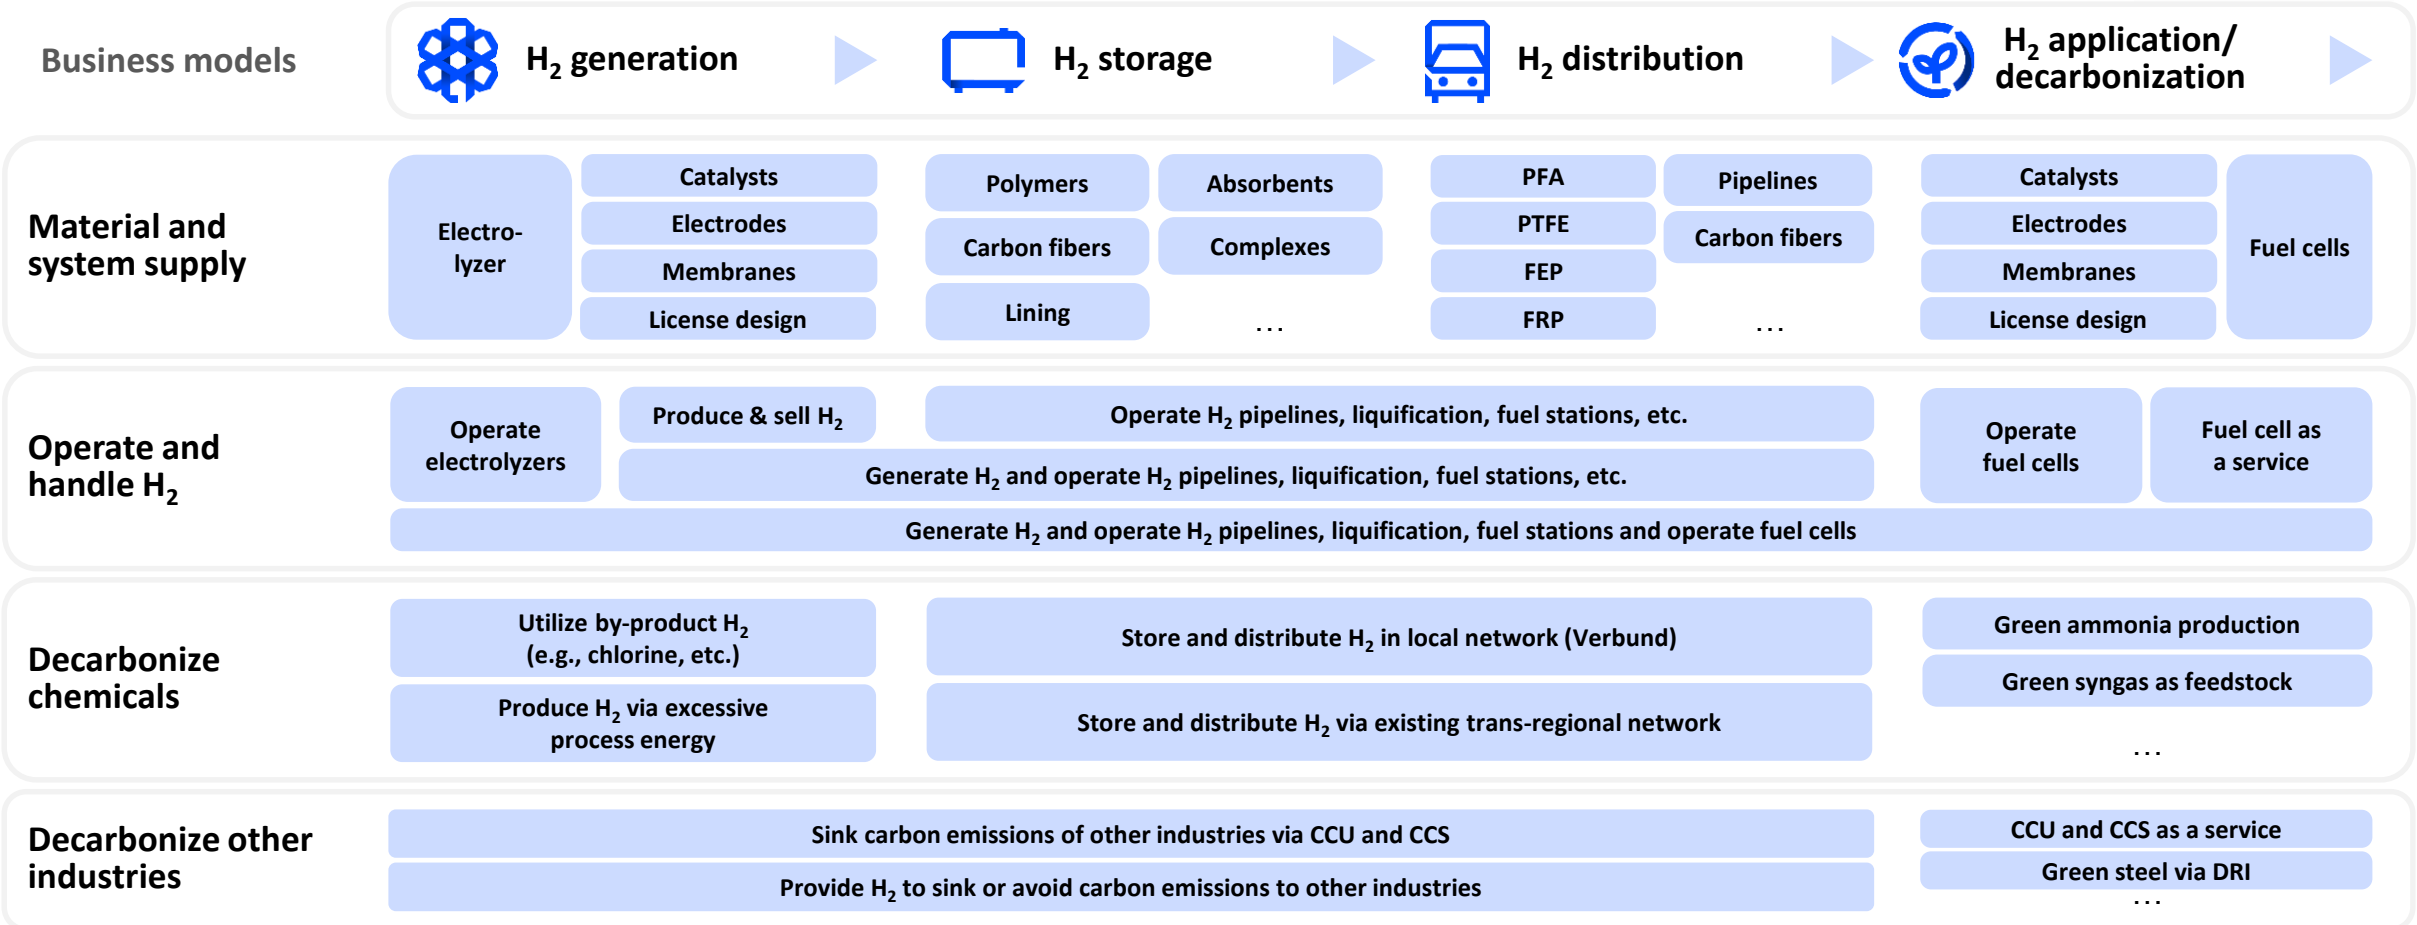 Business models
H₂ generation
H₂ storage
H₂ distribution
H₂ application/
decarbonization
Material and
system supply
Electro-
lyzer
Catalysts
Electrodes
Membranes
License design
Polymers
Carbon fibers
Lining
Absorbents
Complexes
...
PFA
PTFE
FEP
FRP
Pipelines
Carbon fibers
...
Catalysts
Electrodes
Membranes
License design
Fuel cells
Operate and
handle H₂
Operate
electrolyzers
Produce & sell H₂
Operate H₂ pipelines, liquification, fuel stations, etc.
Generate H₂ and operate H₂ pipelines, liquification, fuel stations, etc.
Operate
fuel cells
Fuel cell as
a service
Generate H₂ and operate H₂ pipelines, liquification, fuel stations and operate fuel cells
Decarbonize
chemicals
Utilize by-product H₂
(e.g., chlorine, etc.)
Produce H₂ via excessive
process energy
Store and distribute H₂ in local network (Verbund)
Store and distribute H₂ via existing trans-regional network
Green ammonia production
Green syngas as feedstock
...
Decarbonize other
industries
Sink carbon emissions of other industries via CCU and CCS
Provide H₂ to sink or avoid carbon emissions to other industries
CCU and CCS as a service
Green steel via DRI
...